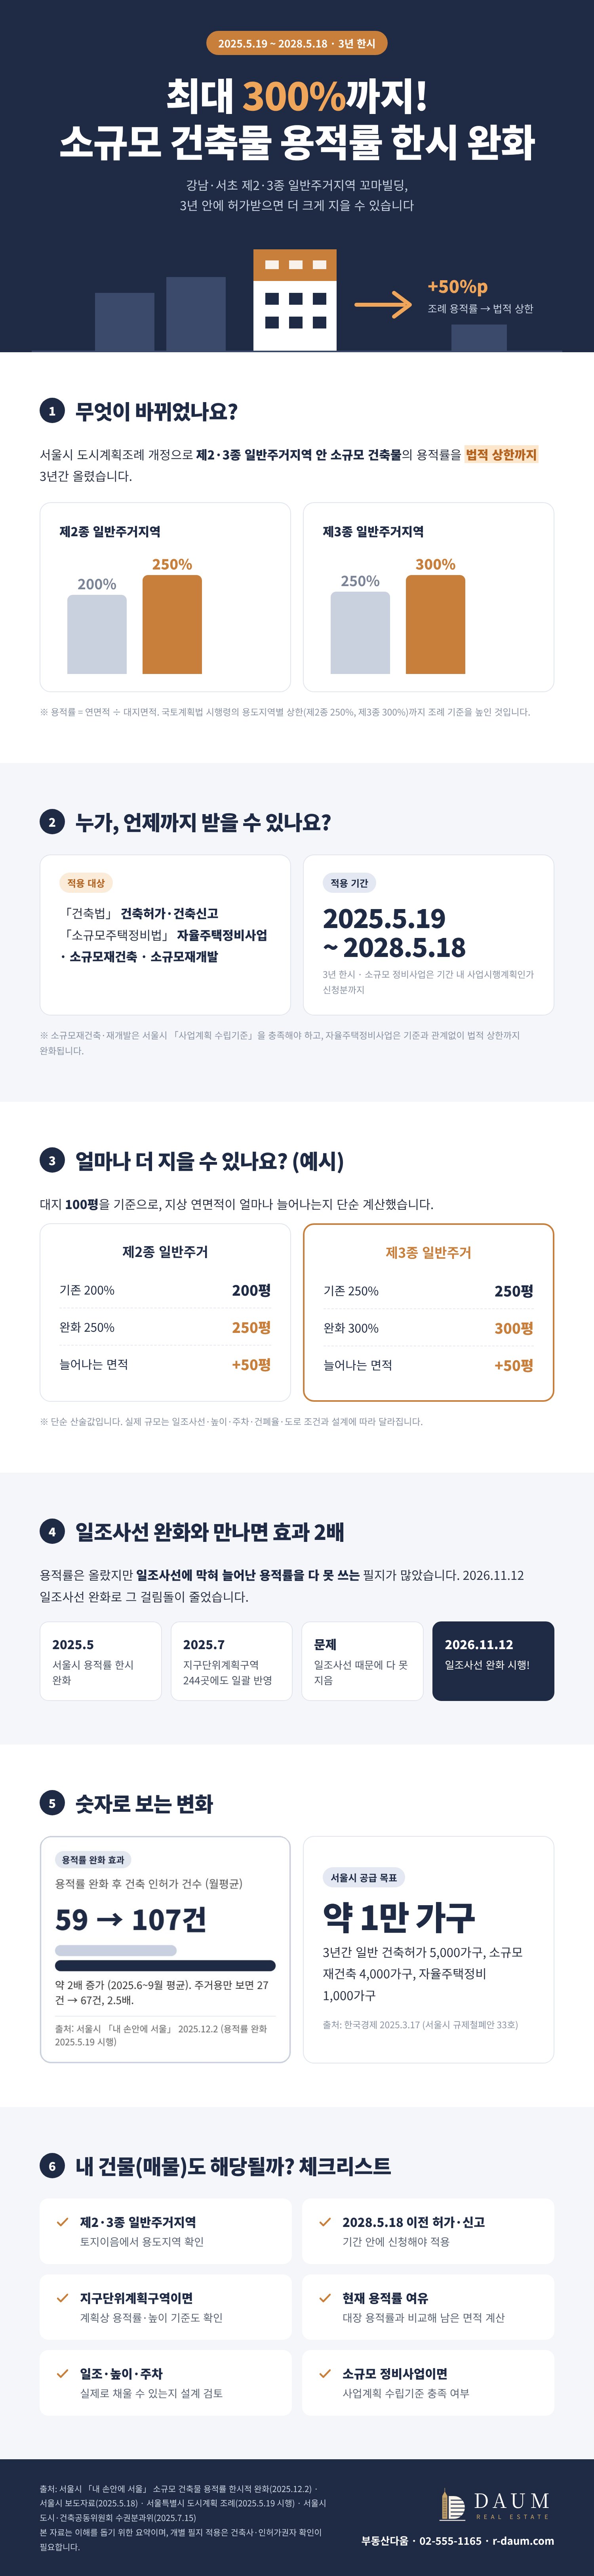 2025.5.19 ~ 2028.5.18 · 3년 한시
최대 300%까지!
소규모 건축물 용적률 한시 완화
강남·서초 제2·3종 일반주거지역 꼬마빌딩,
3년 안에 허가받으면 더 크게 지을 수 있습니다
+50%p
조례 용적률 → 법적 상한
1 무엇이 바뀌었나요?
서울시 도시계획조례 개정으로 제2·3종 일반주거지역 안 소규모 건축물의 용적률을 법적 상한까지
3년간 올렸습니다.
제2종 일반주거지역
200%
250%
제3종 일반주거지역
250%
300%
※ 용적률 = 연면적 ÷ 대지면적. 국토계획법 시행령의 용도지역별 상한(제2종 250%, 제3종 300%)까지 조례 기준을 높인 것입니다.
2 누가, 언제까지 받을 수 있나요?
적용 대상
「건축법」 건축허가·건축신고
「소규모주택정비법」 자율주택정비사업
· 소규모재건축 · 소규모재개발
적용 기간
2025.5.19
~ 2028.5.18
3년 한시 · 소규모 정비사업은 기간 내 사업시행계획인가
신청분까지
※ 소규모재건축·재개발은 서울시 「사업계획 수립기준」을 충족해야 하고, 자율주택정비사업은 기준과 관계없이 법적 상한까지
완화됩니다.
3 얼마나 더 지을 수 있나요? (예시)
대지 100평을 기준으로, 지상 연면적이 얼마나 늘어나는지 단순 계산했습니다.
제2종 일반주거
기존 200% 200평
완화 250% 250평
늘어나는 면적 +50평
제3종 일반주거
기존 250% 250평
완화 300% 300평
늘어나는 면적 +50평
※ 단순 산술값입니다. 실제 규모는 일조사선·높이·주차·건폐율·도로 조건과 설계에 따라 달라집니다.
4 일조사선 완화와 만나면 효과 2배
용적률은 올랐지만 일조사선에 막혀 늘어난 용적률을 다 못 쓰는 필지가 많았습니다. 2026.11.12
일조사선 완화로 그 걸림돌이 줄었습니다.
2025.5
서울시 용적률 한시
완화
2025.7
지구단위계획구역
244곳에도 일괄 반영
문제
일조사선 때문에 다 못
지음
2026.11.12
일조사선 완화 시행!
5 숫자로 보는 변화
용적률 완화 효과
용적률 완화 후 건축 인허가 건수 (월평균)
59 → 107건
약 2배 증가 (2025.6~9월 평균). 주거용만 보면 27
건 → 67건, 2.5배.
출처: 서울시 「내 손안에 서울」 2025.12.2 (용적률 완화
2025.5.19 시행)
서울시 공급 목표
약 1만 가구
3년간 일반 건축허가 5,000가구, 소규모
재건축 4,000가구, 자율주택정비
1,000가구
출처: 한국경제 2025.3.17 (서울시 규제철폐안 33호)
6 내 건물(매물)도 해당될까? 체크리스트
제2·3종 일반주거지역
토지이음에서 용도지역 확인
2028.5.18 이전 허가·신고
기간 안에 신청해야 적용
지구단위계획구역이면
계획상 용적률·높이 기준도 확인
현재 용적률 여유
대장 용적률과 비교해 남은 면적 계산
일조·높이·주차
실제로 채울 수 있는지 설계 검토
소규모 정비사업이면
사업계획 수립기준 충족 여부
출처: 서울시 「내 손안에 서울」 소규모 건축물 용적률 한시적 완화(2025.12.2) ·
서울시 보도자료(2025.5.18) · 서울특별시 도시계획 조례(2025.5.19 시행) · 서울시
도시·건축공동위원회 수권분과위(2025.7.15)
본 자료는 이해를 돕기 위한 요약이며, 개별 필지 적용은 건축사·인허가권자 확인이
필요합니다.
DAUM
REAL ESTATE
부동산다움 · 02-555-1165 · r-daum.com